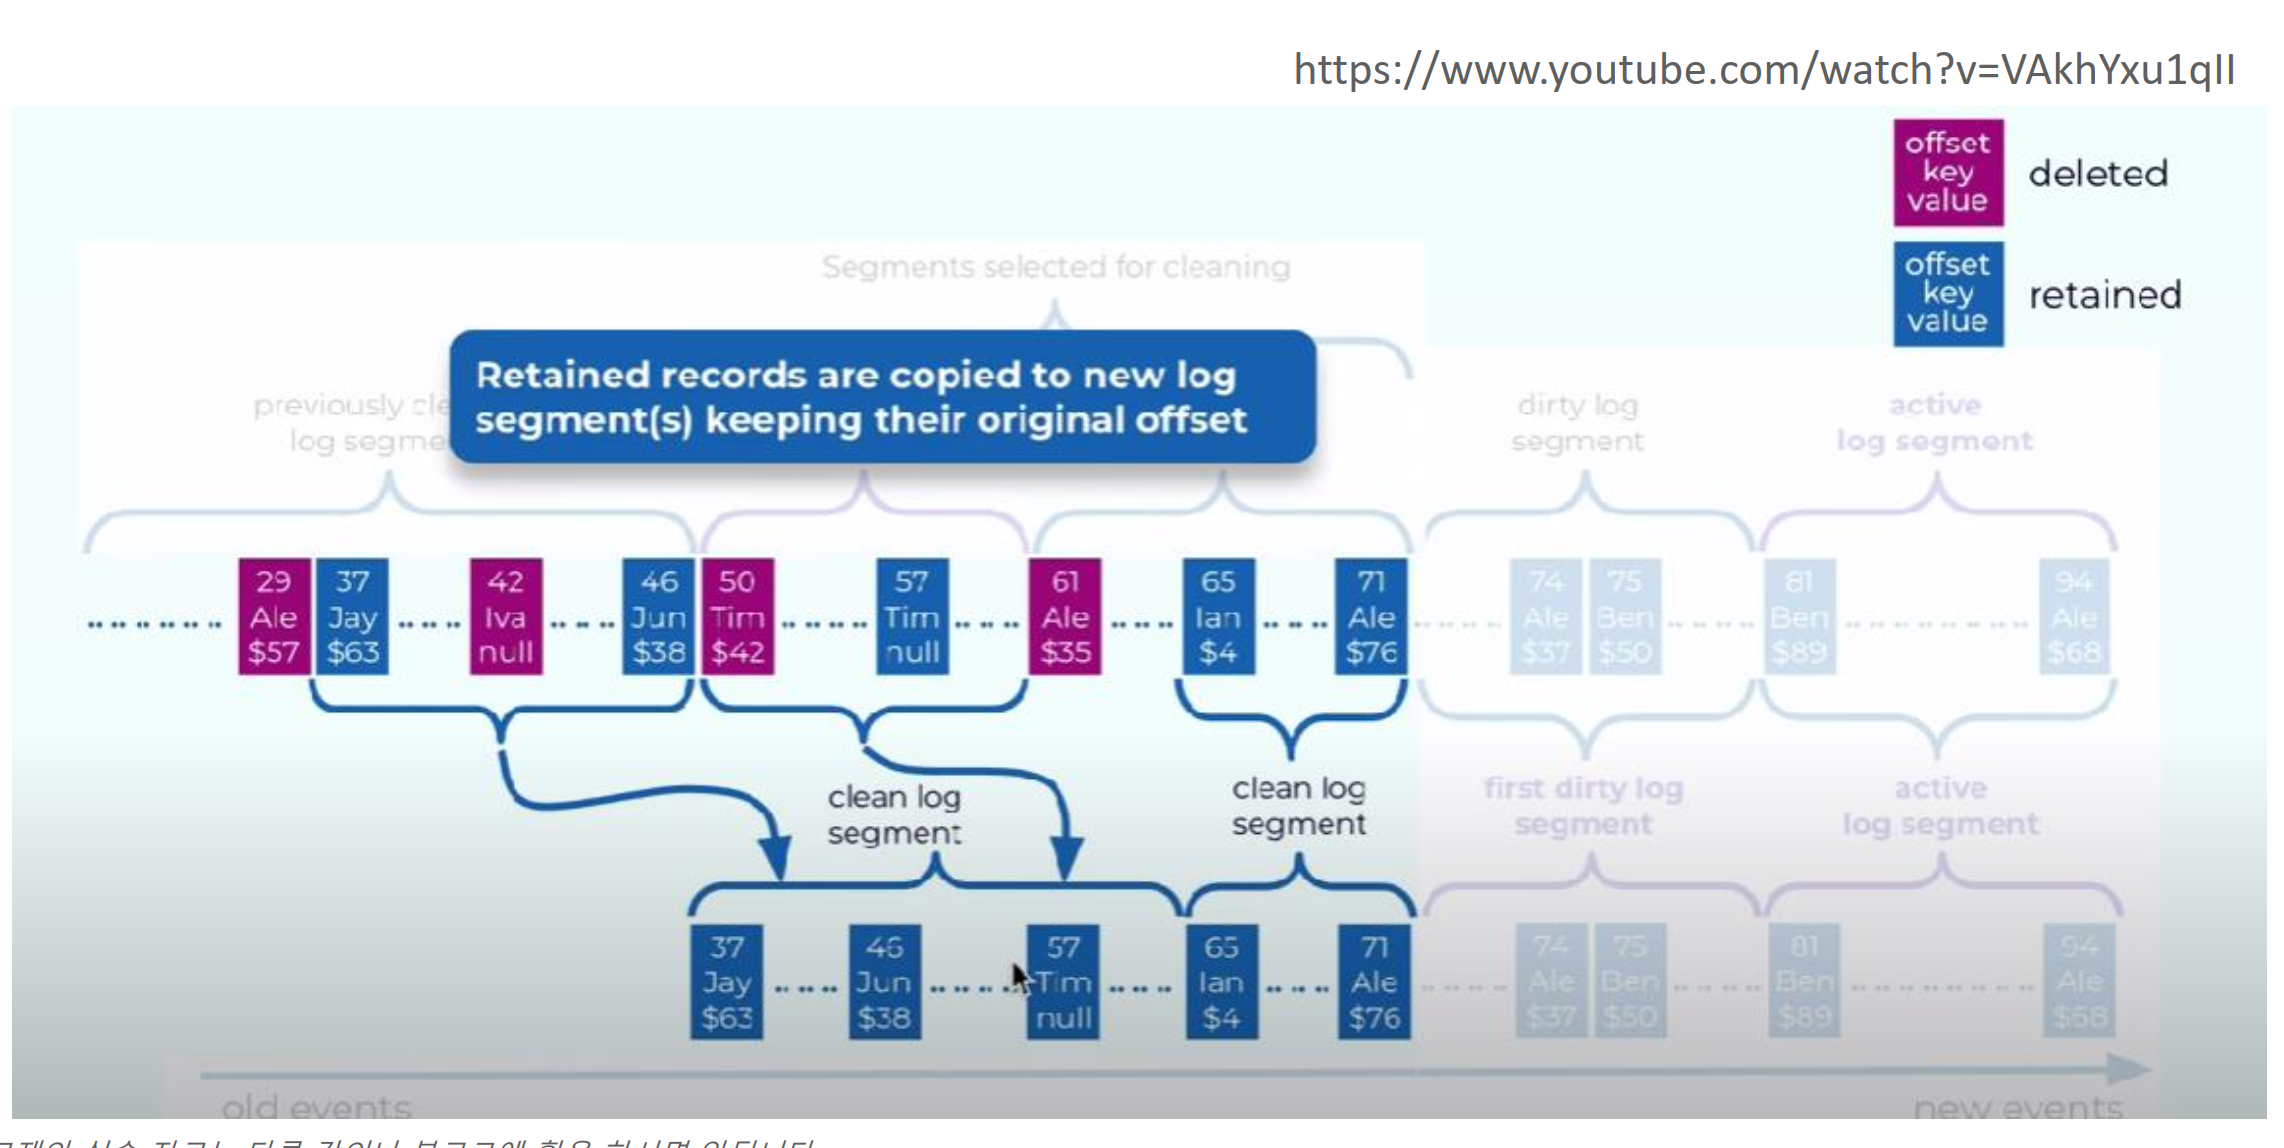 https://www.youtube.com/watch?v=VAkhYxu1qII
offset
key
value
deleted
offset
key
value
retained
Segments selected for cleaning
Retained records are copied to new log
segment(s) keeping their original offset
previously cle
log segme
dirty log
segment
active
log segment
29
Ale
$57
37
Jay
$63
42
Iva
null
46
Jun
$38
50
Tim
$42
57
Tim
null
61
Ale
$35
65
Ian
$4
71
Ale
$76
74
Ale
$37
75
Ben
$50
81
Ben
$89
94
Ale
$68
clean log
segment
clean log
segment
first dirty log
segment
active
log segment
37
Jay
$63
46
Jun
$38
57
Tim
null
65
Ian
$4
71
Ale
$76
74
Ale
$37
75
Ben
$50
81
Ben
$89
94
Ale
$68
old events
new events